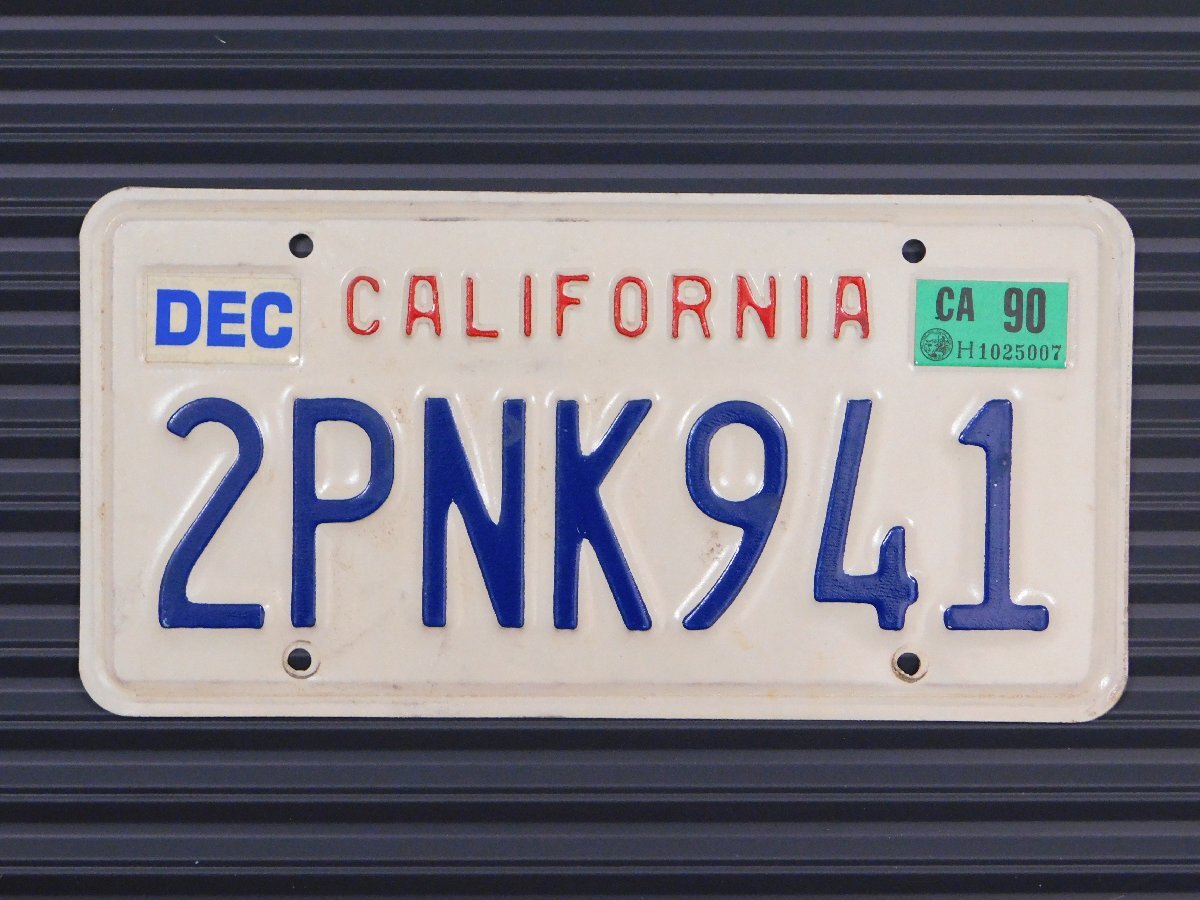 DEC
CALIFORNIA
CA 90
H1025007
2PNK941